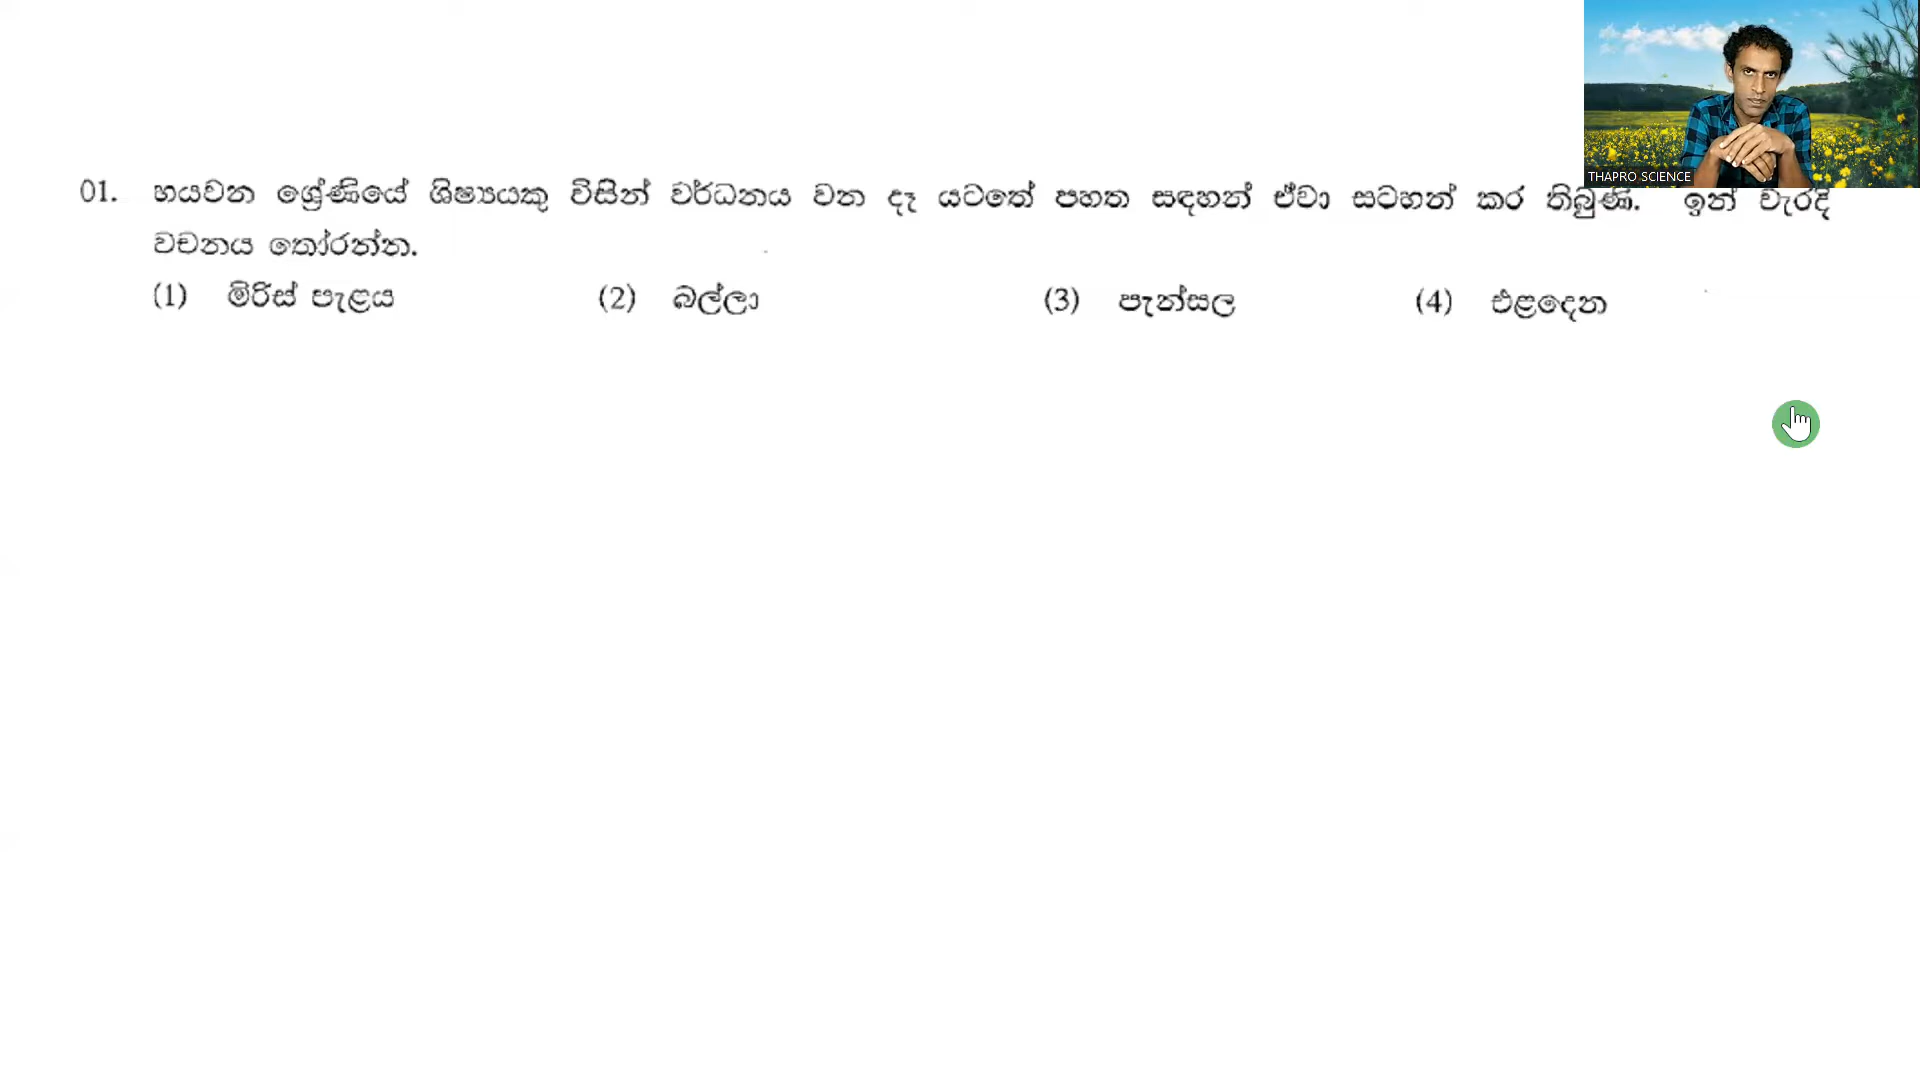 THAPRO SCIENCE
01. හයවන ශ්‍රේණියේ ශිෂ්‍යයකු විසින් වර්ධනය වන දෑ යටතේ පහත සඳහන් ඒවා සටහන් කර තිබුණි. ඉන් වැරදි
වචනය තෝරන්න.
(1) මිරිස් පැළය (2) බල්ලා (3) පැන්සල (4) එළදෙන